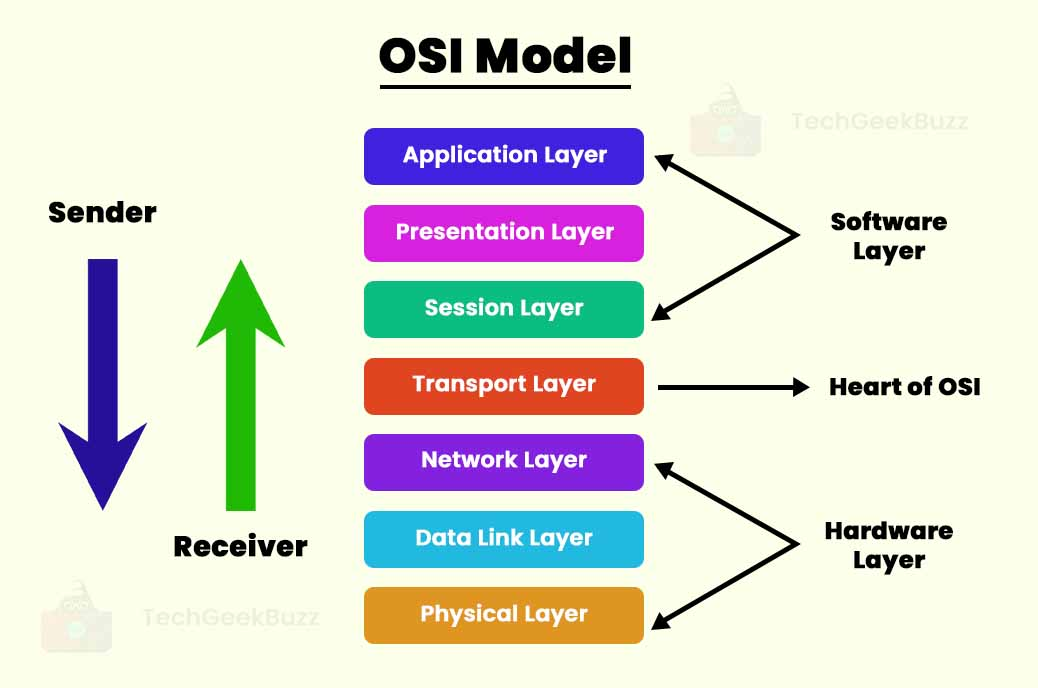 OSI Model
TechGeekBuzz
Application Layer
Sender
Presentation Layer
Software
Layer
Session Layer
Transport Layer
Heart of OSI
Network Layer
Data Link Layer
Hardware
Layer
Receiver
Physical Layer
TechGeekBuzz